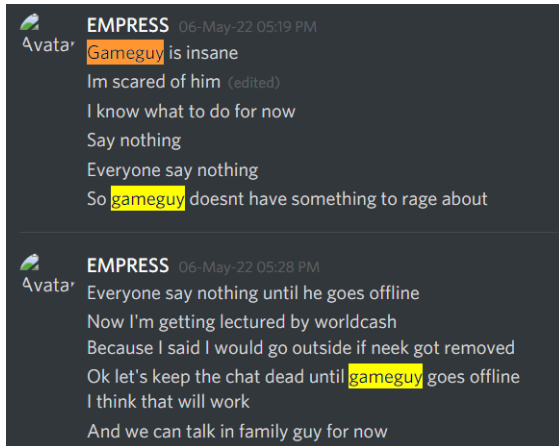 EMPRESS 06-May-22 05:19 PM
Avatar
Gameguy is insane
Im scared of him (edited)
I know what to do for now
Say nothing
Everyone say nothing
So gameguy doesnt have something to rage about
EMPRESS 06-May-22 05:28 PM
Avatar
Everyone say nothing until he goes offline
Now I'm getting lectured by worldcash
Because I said I would go outside if neek got removed
Ok let's keep the chat dead until gameguy goes offline
I think that will work
And we can talk in family guy for now